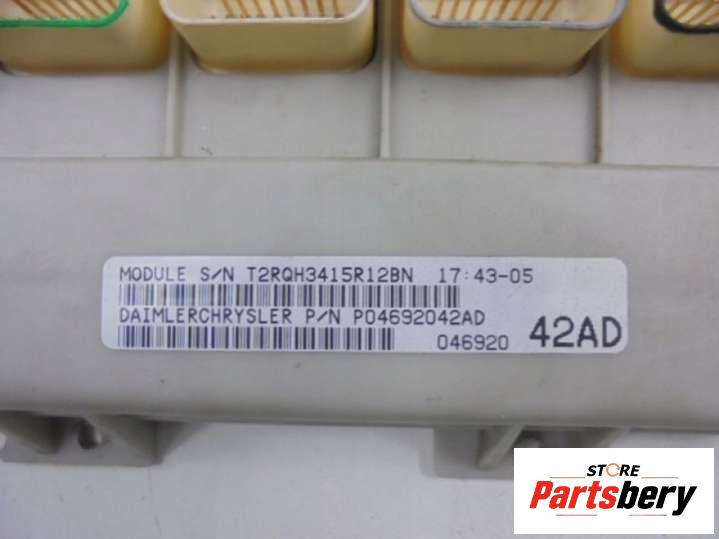 MODULE S/N T2RQH3415R12BN 17:43-05
DAIMLERCHRYSLER P/N P04692042AD
046920 42AD
STORE
Partsbery